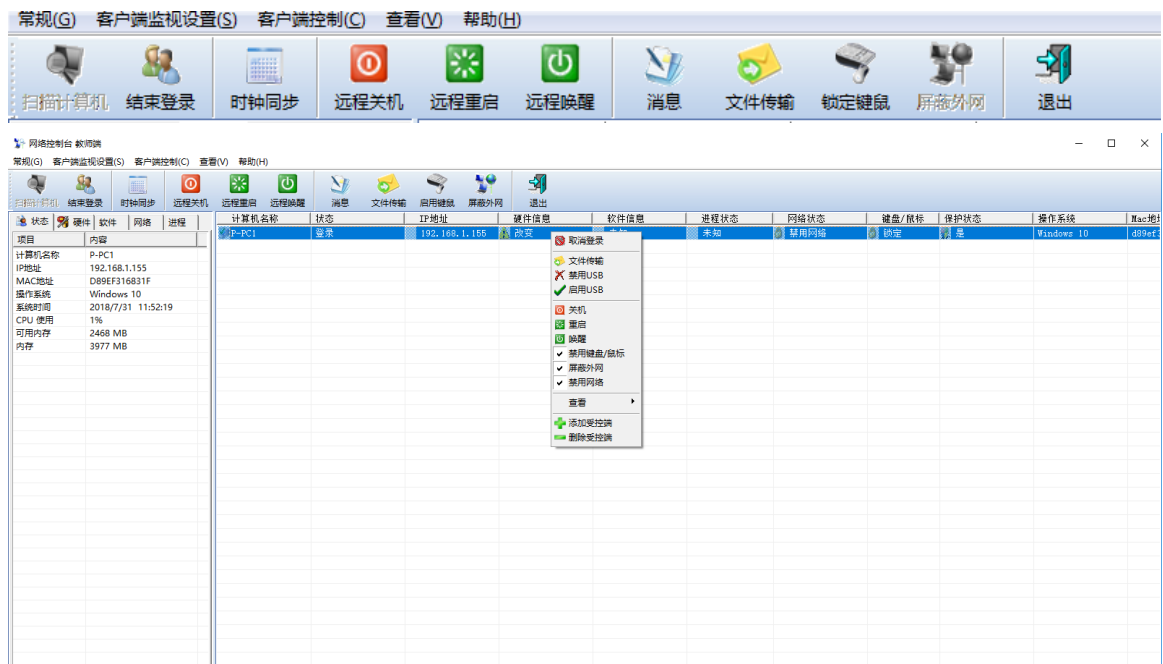 常规(G) 客户端监视设置(S) 客户端控制(C) 查看(V) 帮助(H)
扫描计算机 结束登录 时钟同步 远程关机 远程重启 远程唤醒 消息 文件传输 锁定键鼠 屏蔽外网 退出
网络控制台 教师端
常规(G) 客户端监视设置(S) 客户端控制(C) 查看(V) 帮助(H)
扫描计算机 结束登录 时钟同步 远程关机 远程重启 远程唤醒 消息 文件传输 启用键鼠 屏蔽外网 退出
状态 硬件 软件 网络 进程
计算机名称 状态 IP地址 硬件信息 软件信息 进程状态 网络状态 键盘/鼠标 保护状态 操作系统 Mac地
P-PC1 登录 192.168.1.155 改变 未知 禁用网络 锁定 是 Windows 10 d89ef3
项目 内容
计算机名称 P-PC1
IP地址 192.168.1.155
MAC地址 D89EF316831F
操作系统 Windows 10
系统时间 2018/7/31 11:52:19
CPU 使用 1%
可用内存 2468 MB
内存 3977 MB
取消登录
文件传输
禁用USB
启用USB
关机
重启
唤醒
禁用键盘/鼠标
屏蔽外网
禁用网络
查看
添加受控端
删除受控端